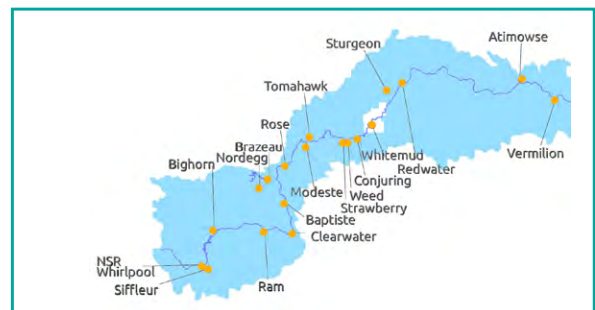 Sturgeon
Atimowse
Tomahawk
Rose
Brazeau
Nordegg
Bighorn
Whitemud
Redwater
Vermilion
Conjuring
Modeste
Weed
Strawberry
Baptiste
Clearwater
NSR
Whirlpool
Siffleur
Ram